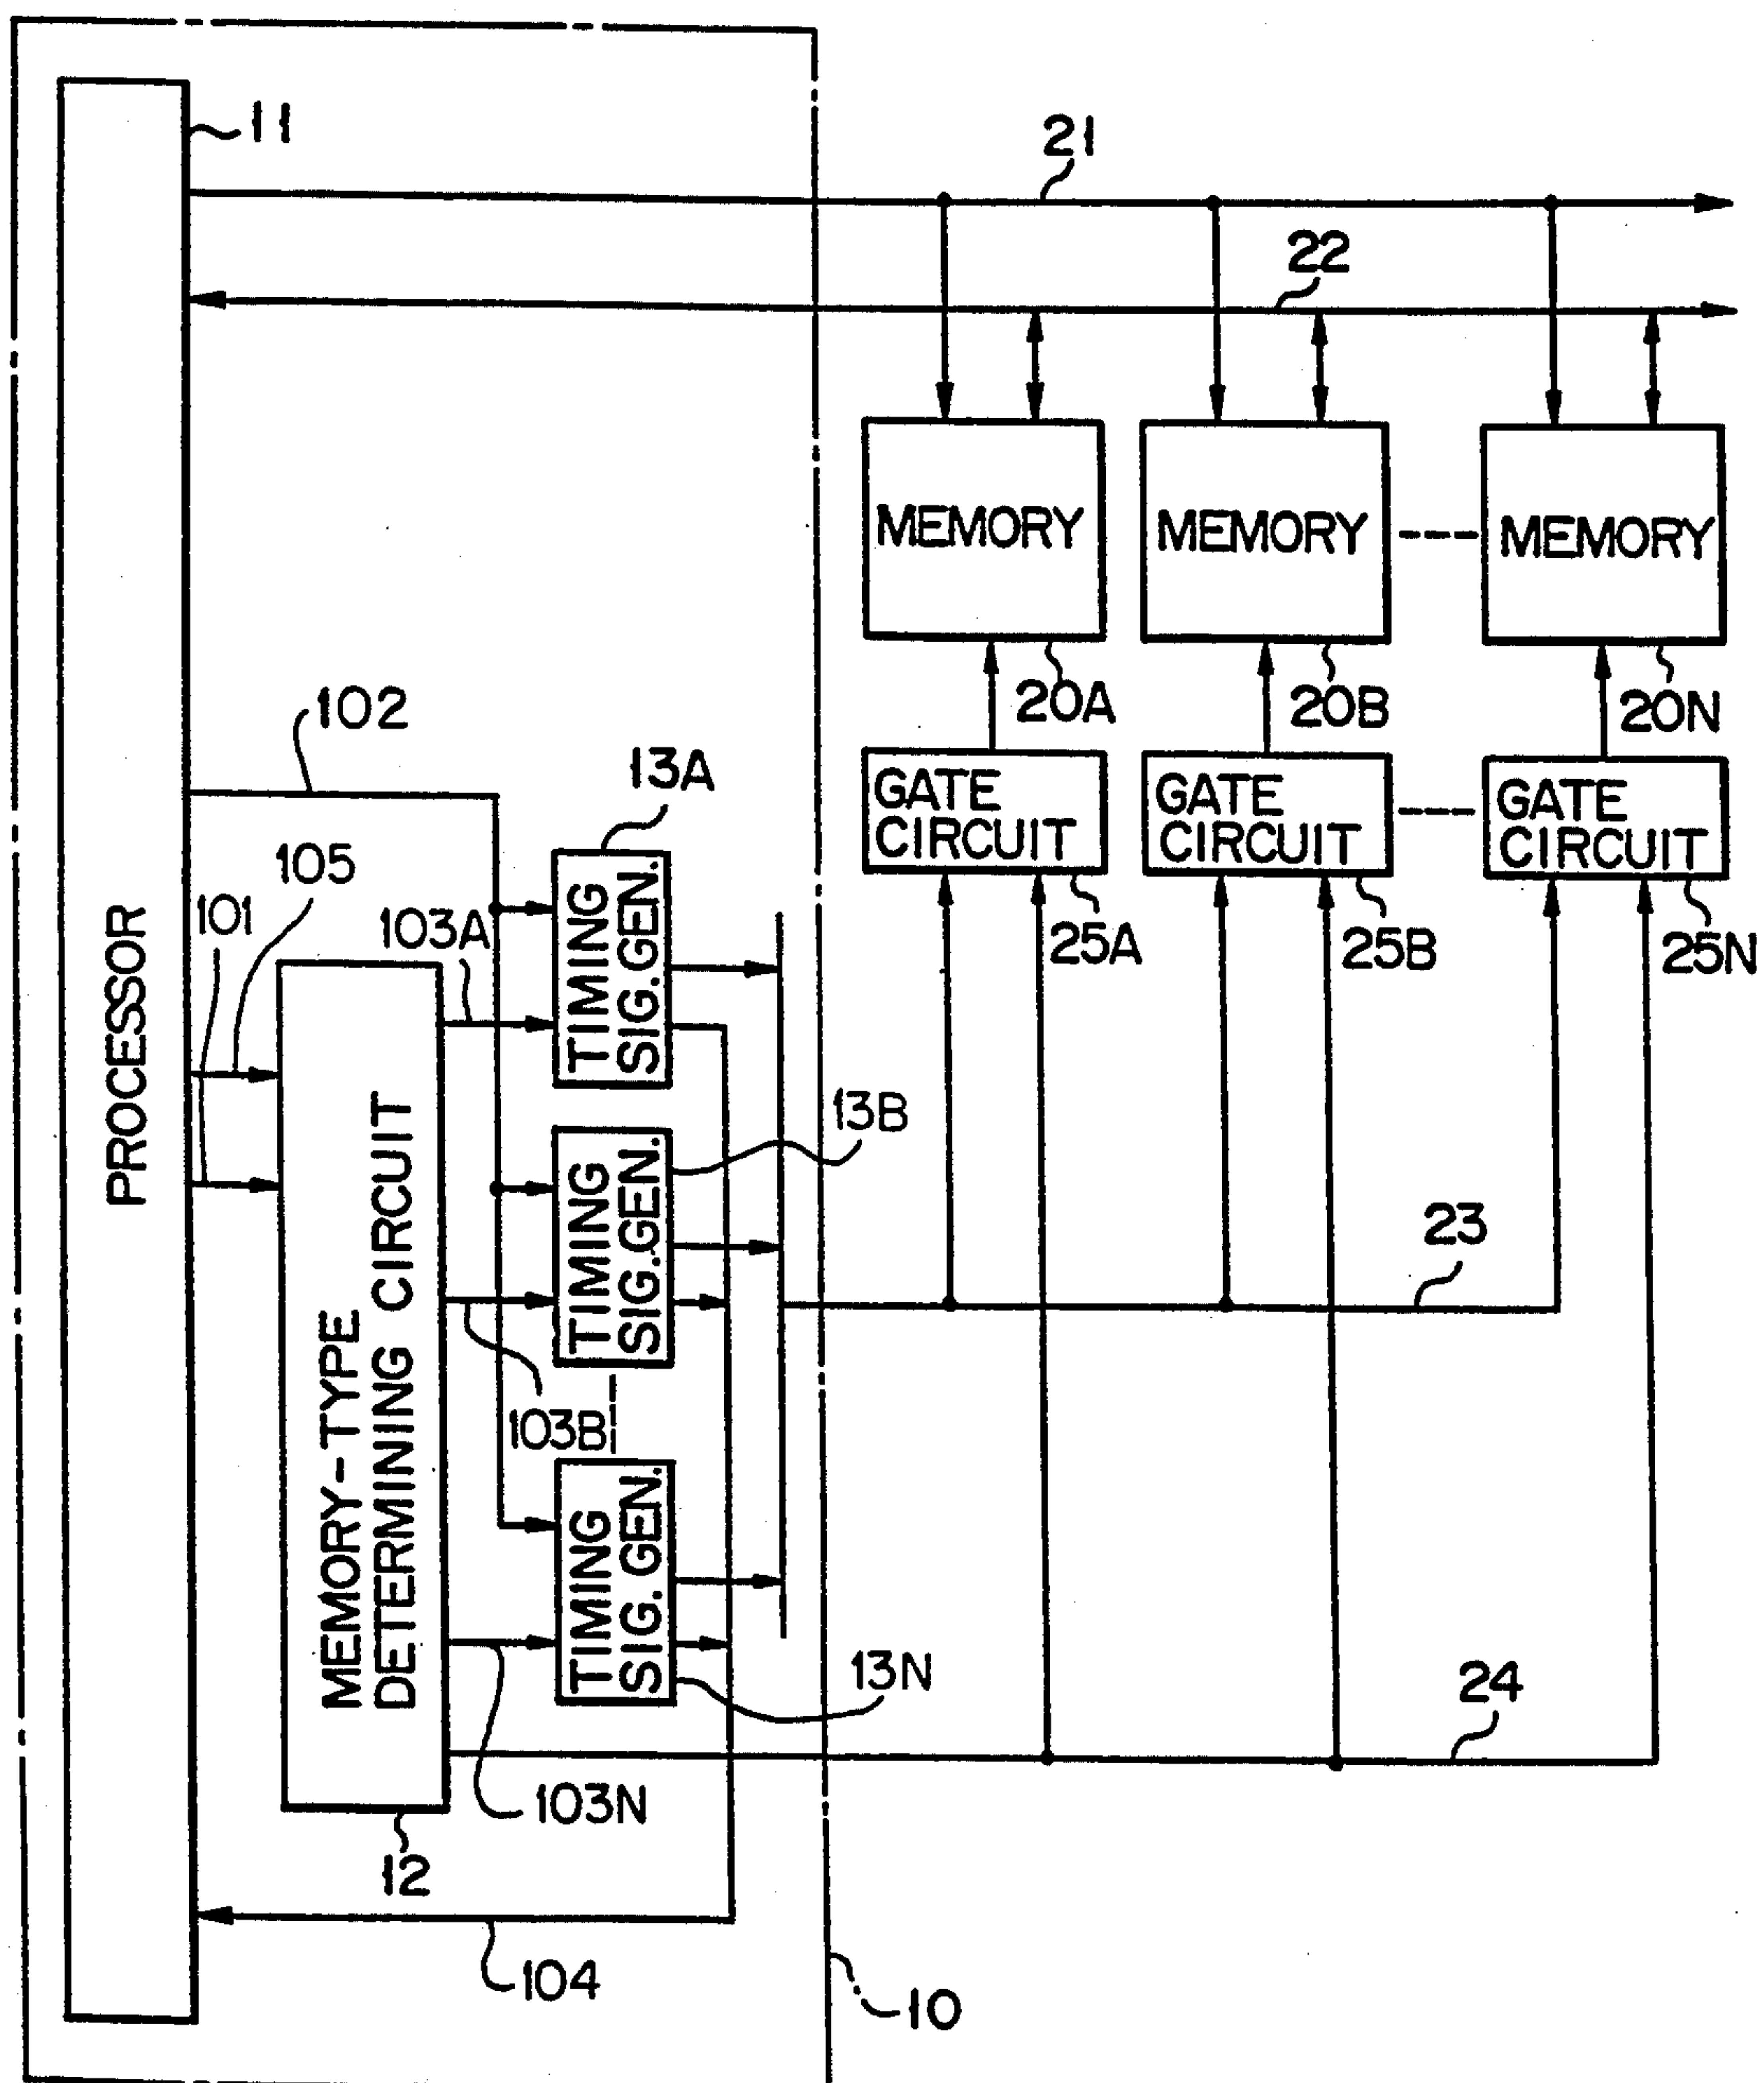 11
21
22
MEMORY
MEMORY
MEMORY
20A
20B
20N
102
13A
GATE
CIRCUIT
GATE
CIRCUIT
GATE
CIRCUIT
25A
25B
25N
105
101
103A
PROCESSOR
MEMORY-TYPE
DETERMINING CIRCUIT
TIMING
SIG. GEN.
13B
TIMING
SIG. GEN.
103B
23
TIMING
SIG. GEN.
13N
24
103N
12
104
10